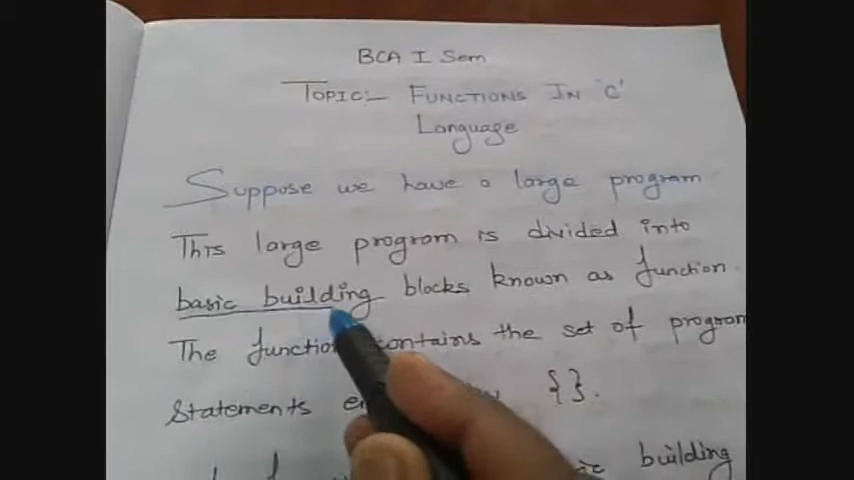 BCA I Sem
TOPIC:- FUNCTIONS IN 'C'
Language
Suppose we have a large program
This large program is divided into
basic building blocks known as function.
The function contains the set of program
statements {}.
building